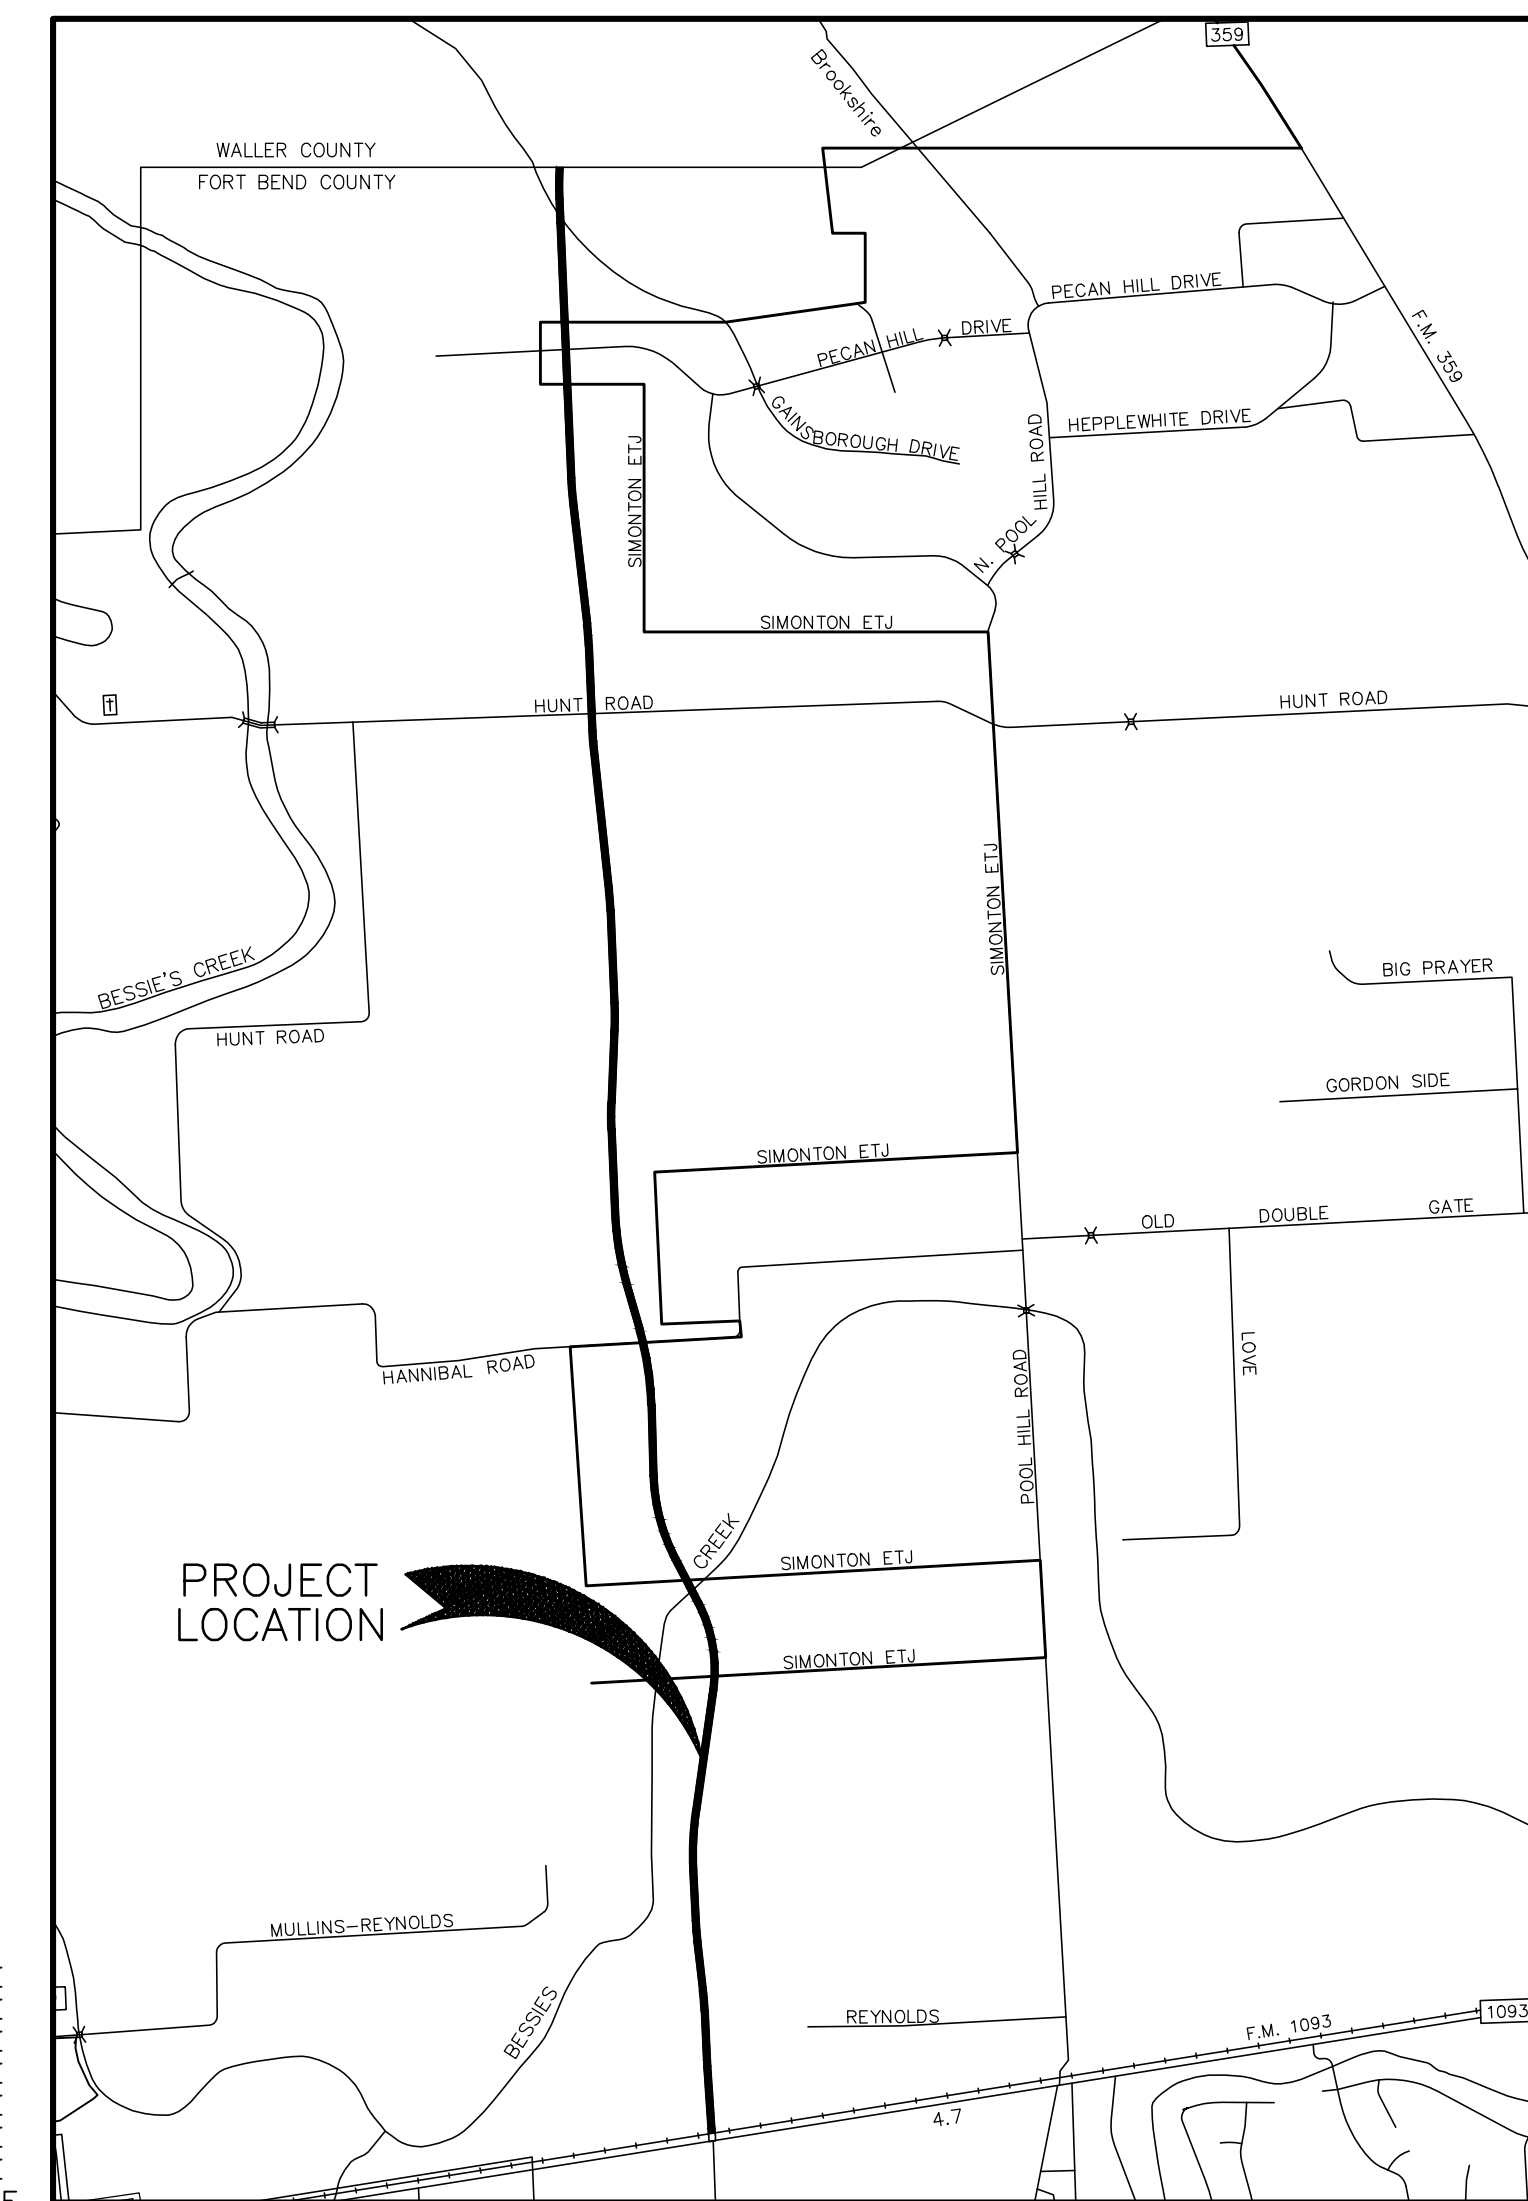 359
Brookshire
WALLER COUNTY
FORT BEND COUNTY
PECAN HILL DRIVE
F.M. 359
PECAN HILL DRIVE
GAINSBOROUGH DRIVE
HEPPLEWHITE DRIVE
SIMONTON ETJ
N. POOL HILL ROAD
SIMONTON ETJ
HUNT ROAD
HUNT ROAD
SIMONTON ETJ
BESSIE'S CREEK
BIG PRAYER
HUNT ROAD
GORDON SIDE
SIMONTON ETJ
OLD DOUBLE GATE
HANNIBAL ROAD
LOVE
POOL HILL ROAD
CREEK
SIMONTON ETJ
PROJECT
LOCATION
SIMONTON ETJ
MULLINS-REYNOLDS
BESSIES
REYNOLDS
F.M. 1093
1093
4.7